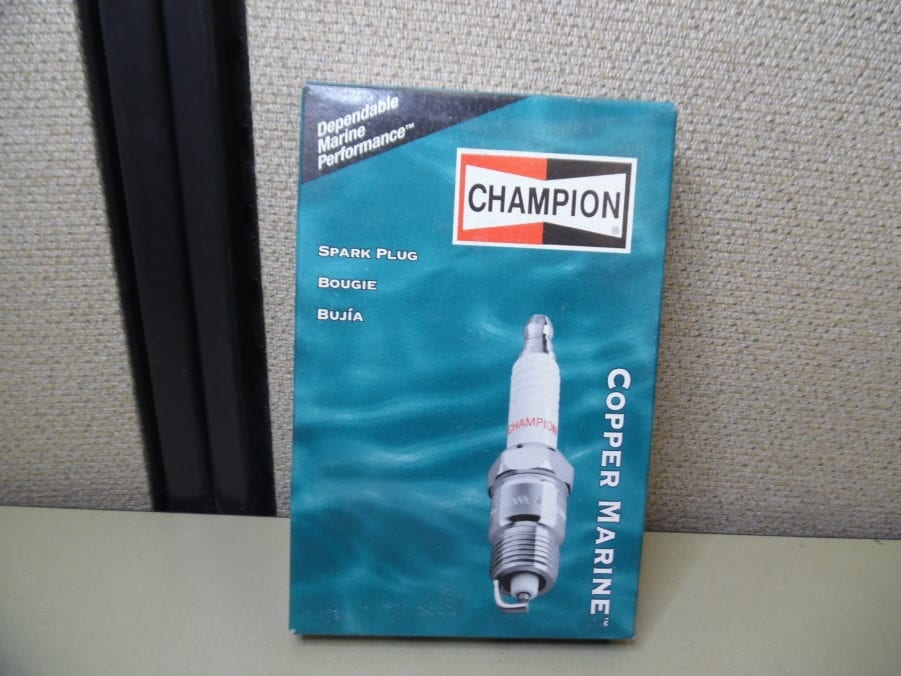 Dependable
Marine
Performance™
CHAMPION
®
SPARK PLUG
BOUGIE
BUJÍA
CHAMPION
COPPER MARINE™